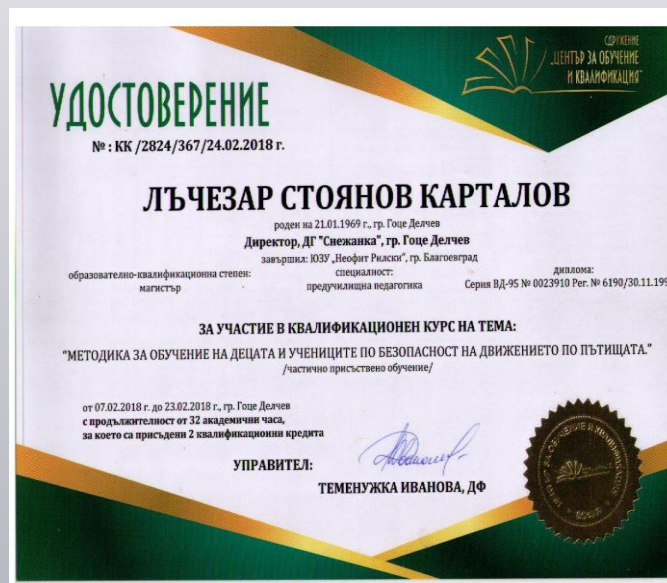 СДРУЖЕНИЕ
„ЦЕНТЪР ЗА ОБУЧЕНИЕ
И КВАЛИФИКАЦИЯ"
УДОСТОВЕРЕНИЕ
№ : КК /2824/367/24.02.2018 г.
ЛЪЧЕЗАР СТОЯНОВ КАРТАЛОВ
роден на 21.01.1969 г., гр. Гоце Делчев
Директор, ДГ "Снежанка", гр. Гоце Делчев
завършил: ЮЗУ „Неофит Рилски", гр. Благоевград
образователно-квалификационна степен: специалност: диплома:
магистър предучилищна педагогика Серия ВД-95 № 0023910 Рег. № 6190/30.11.199
ЗА УЧАСТИЕ В КВАЛИФИКАЦИОНЕН КУРС НА ТЕМА:
"МЕТОДИКА ЗА ОБУЧЕНИЕ НА ДЕЦАТА И УЧЕНИЦИТЕ ПО БЕЗОПАСНОСТ НА ДВИЖЕНИЕТО ПО ПЪТИЩАТА."
/частично присъствено обучение/
от 07.02.2018 г. до 23.02.2018 г., гр. Гоце Делчев
с продължителност от 32 академични часа,
за което са присъдени 2 квалификационни кредита
УПРАВИТЕЛ:
ТЕМЕНУЖКА ИВАНОВА, ДФ